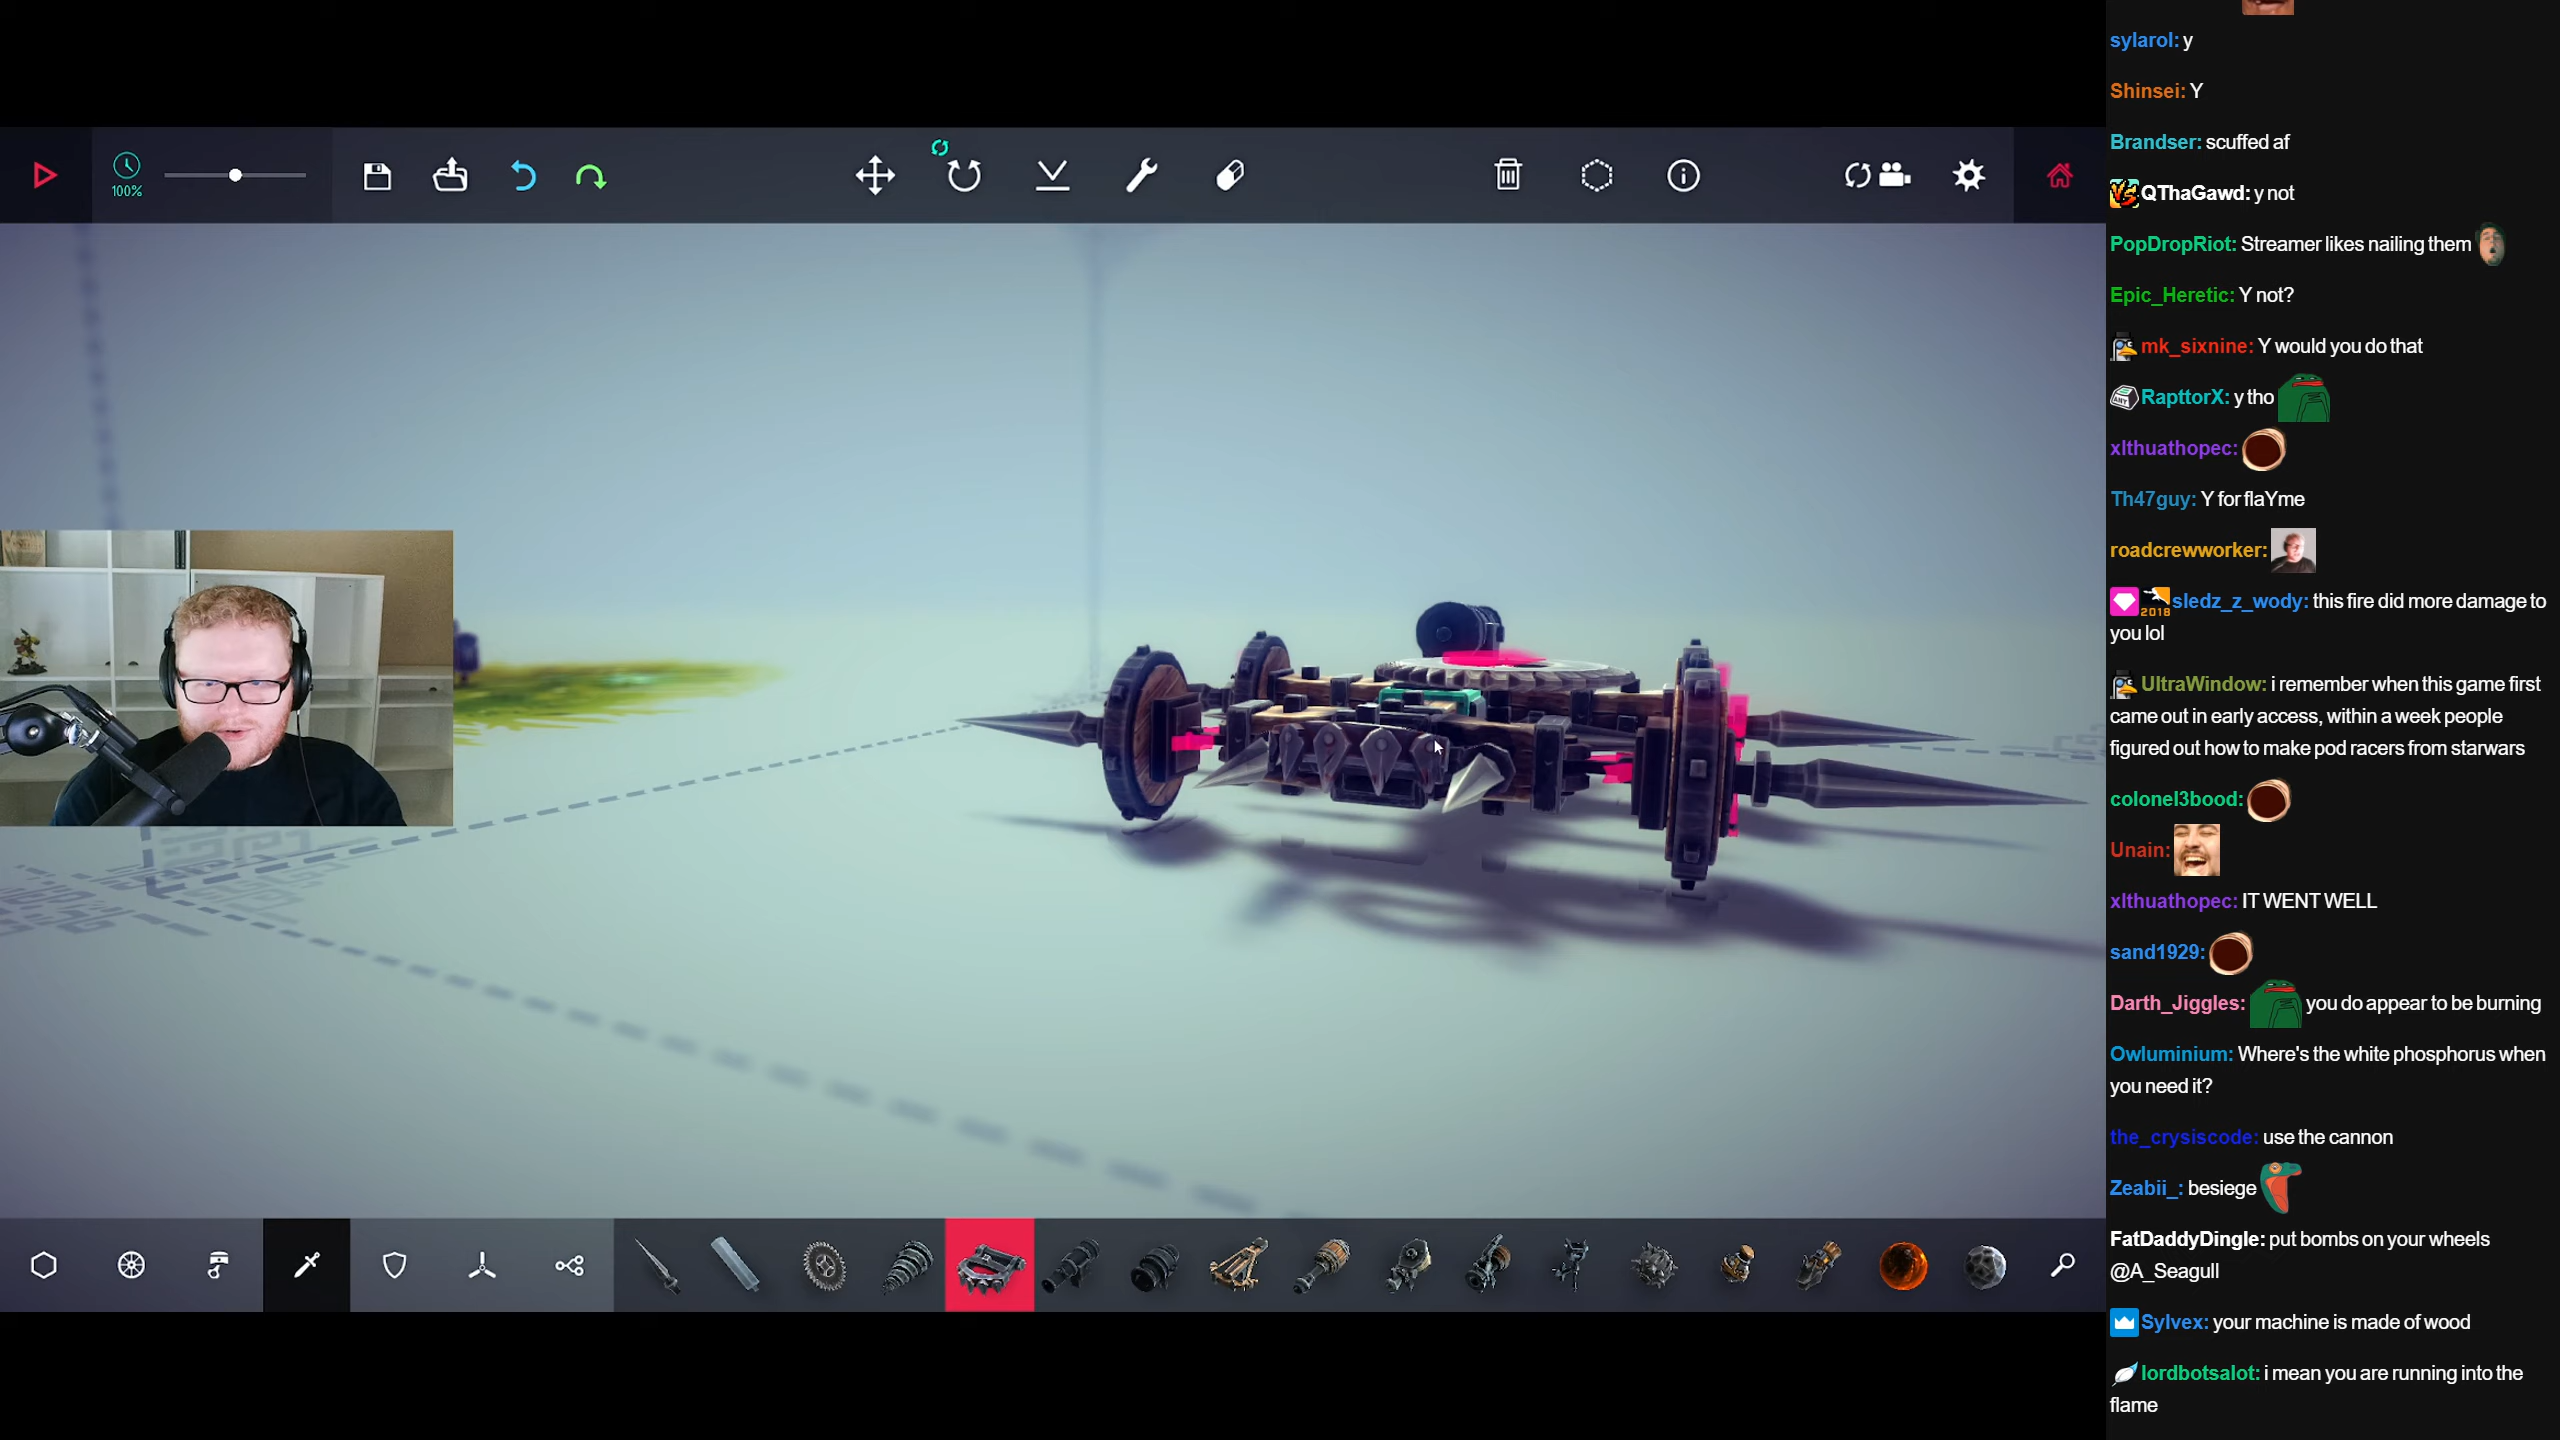 100%
sylarol: y
Shinsei: Y
Brandser: scuffed af
QThaGawd: y not
PopDropRiot: Streamer likes nailing them
Epic_Heretic: Y not?
mk_sixnine: Y would you do that
ANY RapttorX: y tho
xlthuathopec:
Th47guy: Y for flaYme
roadcrewworker:
2018 sledz_z_wody: this fire did more damage to
you lol
UltraWindow: i remember when this game first
came out in early access, within a week people
figured out how to make pod racers from starwars
colonel3bood:
Unain:
xlthuathopec: IT WENT WELL
sand1929:
Darth_Jiggles: you do appear to be burning
Owluminium: Where's the white phosphorus when
you need it?
the_crysiscode: use the cannon
Zeabii_: besiege
FatDaddyDingle: put bombs on your wheels
@A_Seagull
Sylvex: your machine is made of wood
lordbotsalot: i mean you are running into the
flame